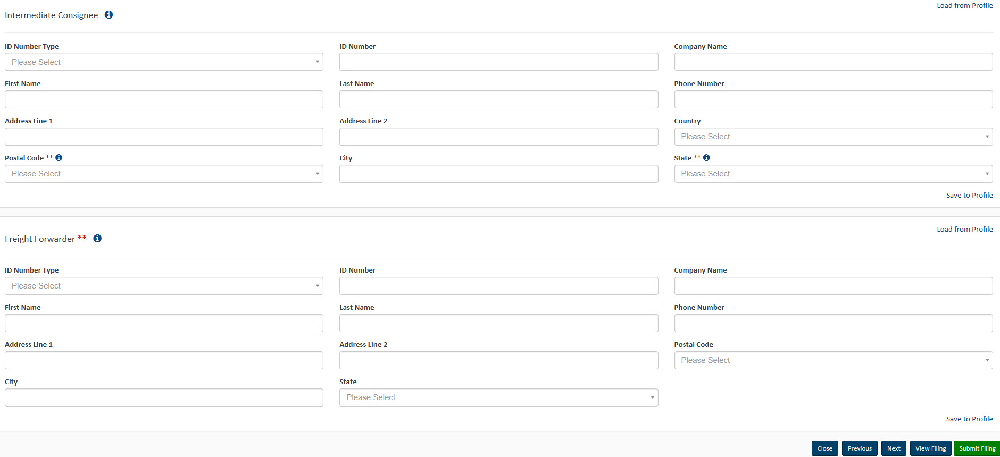 Load from Profile
Intermediate Consignee
ID Number Type ID Number Company Name
Please Select
First Name Last Name Phone Number
Address Line 1 Address Line 2 Country
Please Select
Postal Code ** City State **
Please Select Please Select
Save to Profile
Load from Profile
Freight Forwarder **
ID Number Type ID Number Company Name
Please Select
First Name Last Name Phone Number
Address Line 1 Address Line 2 Postal Code
Please Select
City State
Please Select
Save to Profile
Close Previous Next View Filing Submit Filing